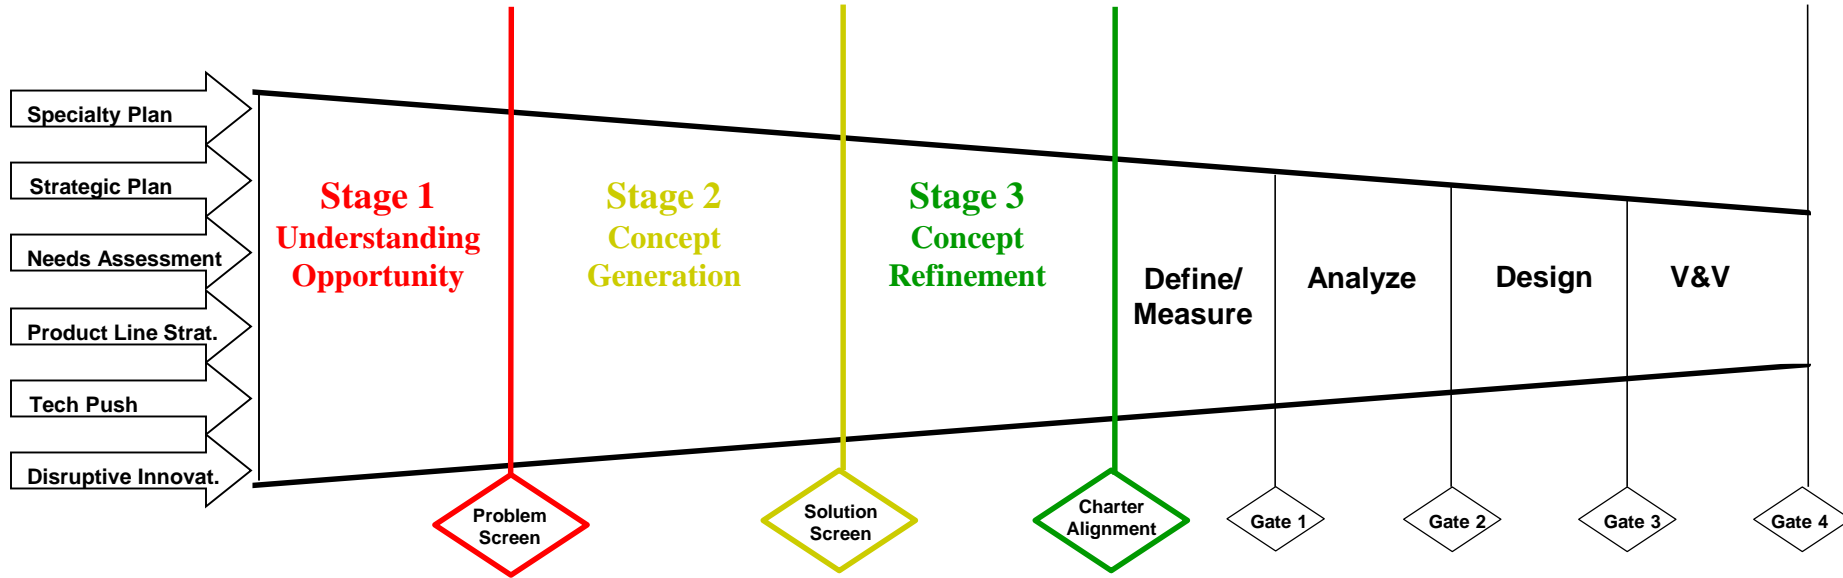 Specialty Plan
Strategic Plan
Needs Assessment
Product Line Strat.
Tech Push
Disruptive Innovat.
Stage 1
Understanding
Opportunity
Stage 2
Concept
Generation
Stage 3
Concept
Refinement
Define/
Measure
Analyze
Design
V&V
Problem
Screen
Solution
Screen
Charter
Alignment
Gate 1
Gate 2
Gate 3
Gate 4